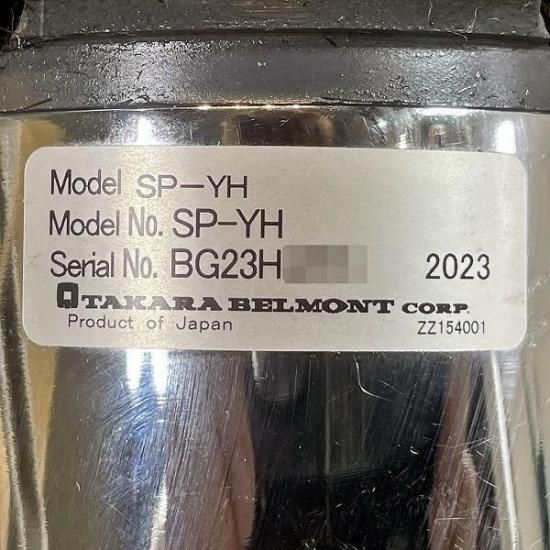 Model SP-YH
Model No. SP-YH
Serial No. BG23H 2023
TAKARA BELMONT CORP.
Product of Japan ZZ154001